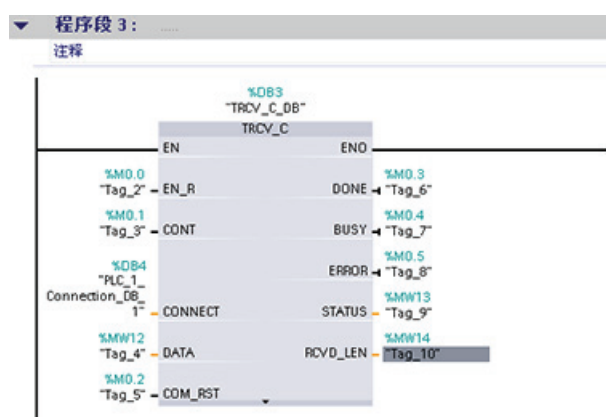 程序段 3: .....
注释
%DB3
"TRCV_C_DB"
TRCV_C
EN ENO
%M0.0 %M0.3
"Tag_2" EN_R DONE "Tag_6"
%M0.1 %M0.4
"Tag_3" CONT BUSY "Tag_7"
%DB4 %M0.5
"PLC_1_ ERROR "Tag_8"
Connection_DB_ %MW13
1" CONNECT STATUS "Tag_9"
%MW12 %MW14
"Tag_4" DATA RCVD_LEN "Tag_10"
%M0.2
"Tag_5" COM_RST